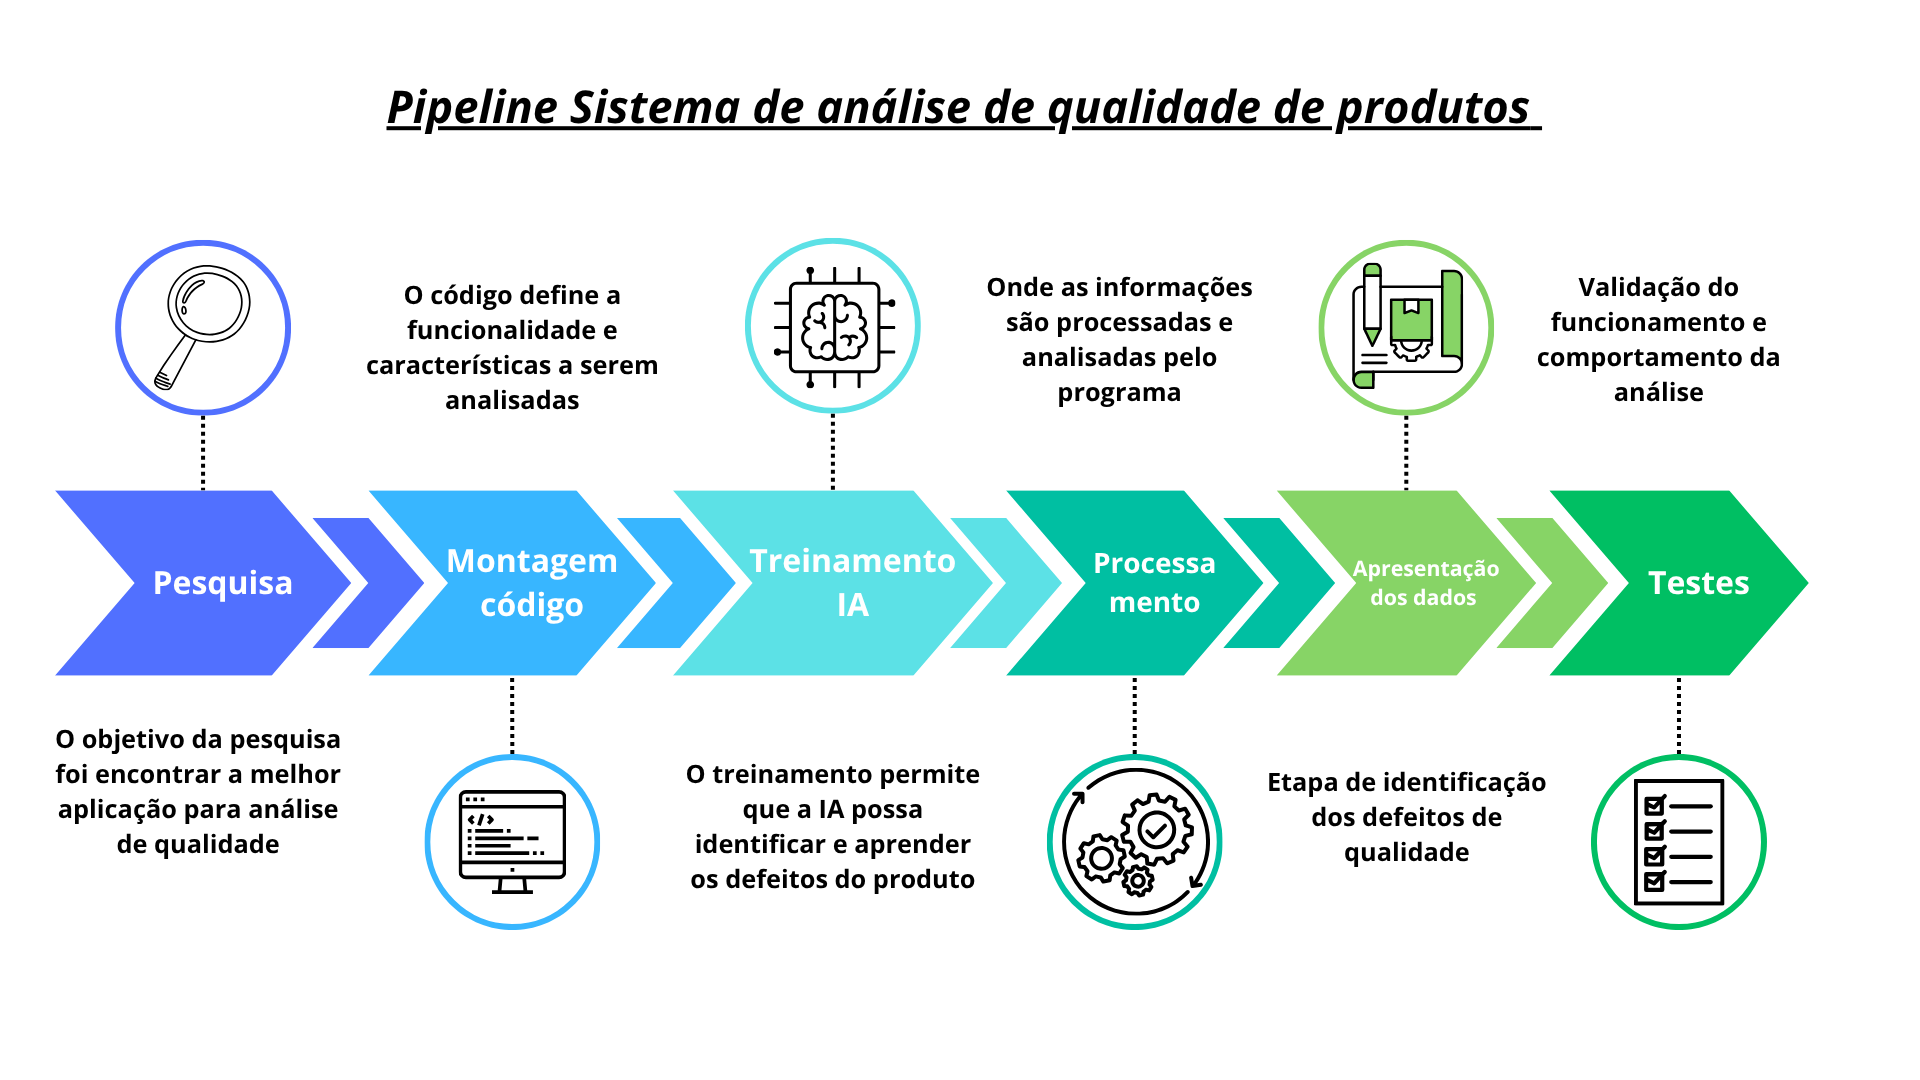 Pipeline Sistema de análise de qualidade de produtos
O código define a
funcionalidade e
características a serem
analisadas
Onde as informações
são processadas e
analisadas pelo
programa
Validação do
funcionamento e
comportamento da
análise
Pesquisa
Montagem
código
Treinamento
IA
Processa
mento
Apresentação
dos dados
Testes
O objetivo da pesquisa
foi encontrar a melhor
aplicação para análise
de qualidade
O treinamento permite
que a IA possa
identificar e aprender
os defeitos do produto
Etapa de identificação
dos defeitos de
qualidade